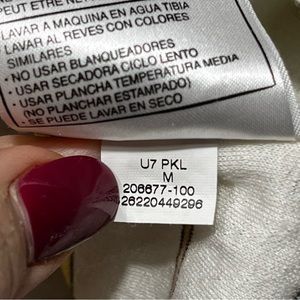 PEUT ETRE NET
LAVAR A MAQUINA EN AGUA TIBIA
LAVAR AL REVES CON COLORES
SIMILARES
• NO USAR BLANQUEADORES
• USAR SECADORA CICLO LENTO
• USAR PLANCHA TEMPERATURA MEDIA
(NO PLANCHAR ESTAMPADO)
• SE PUEDE LAVAR EN SECO
U7 PKL
M
206677-100
26220449296